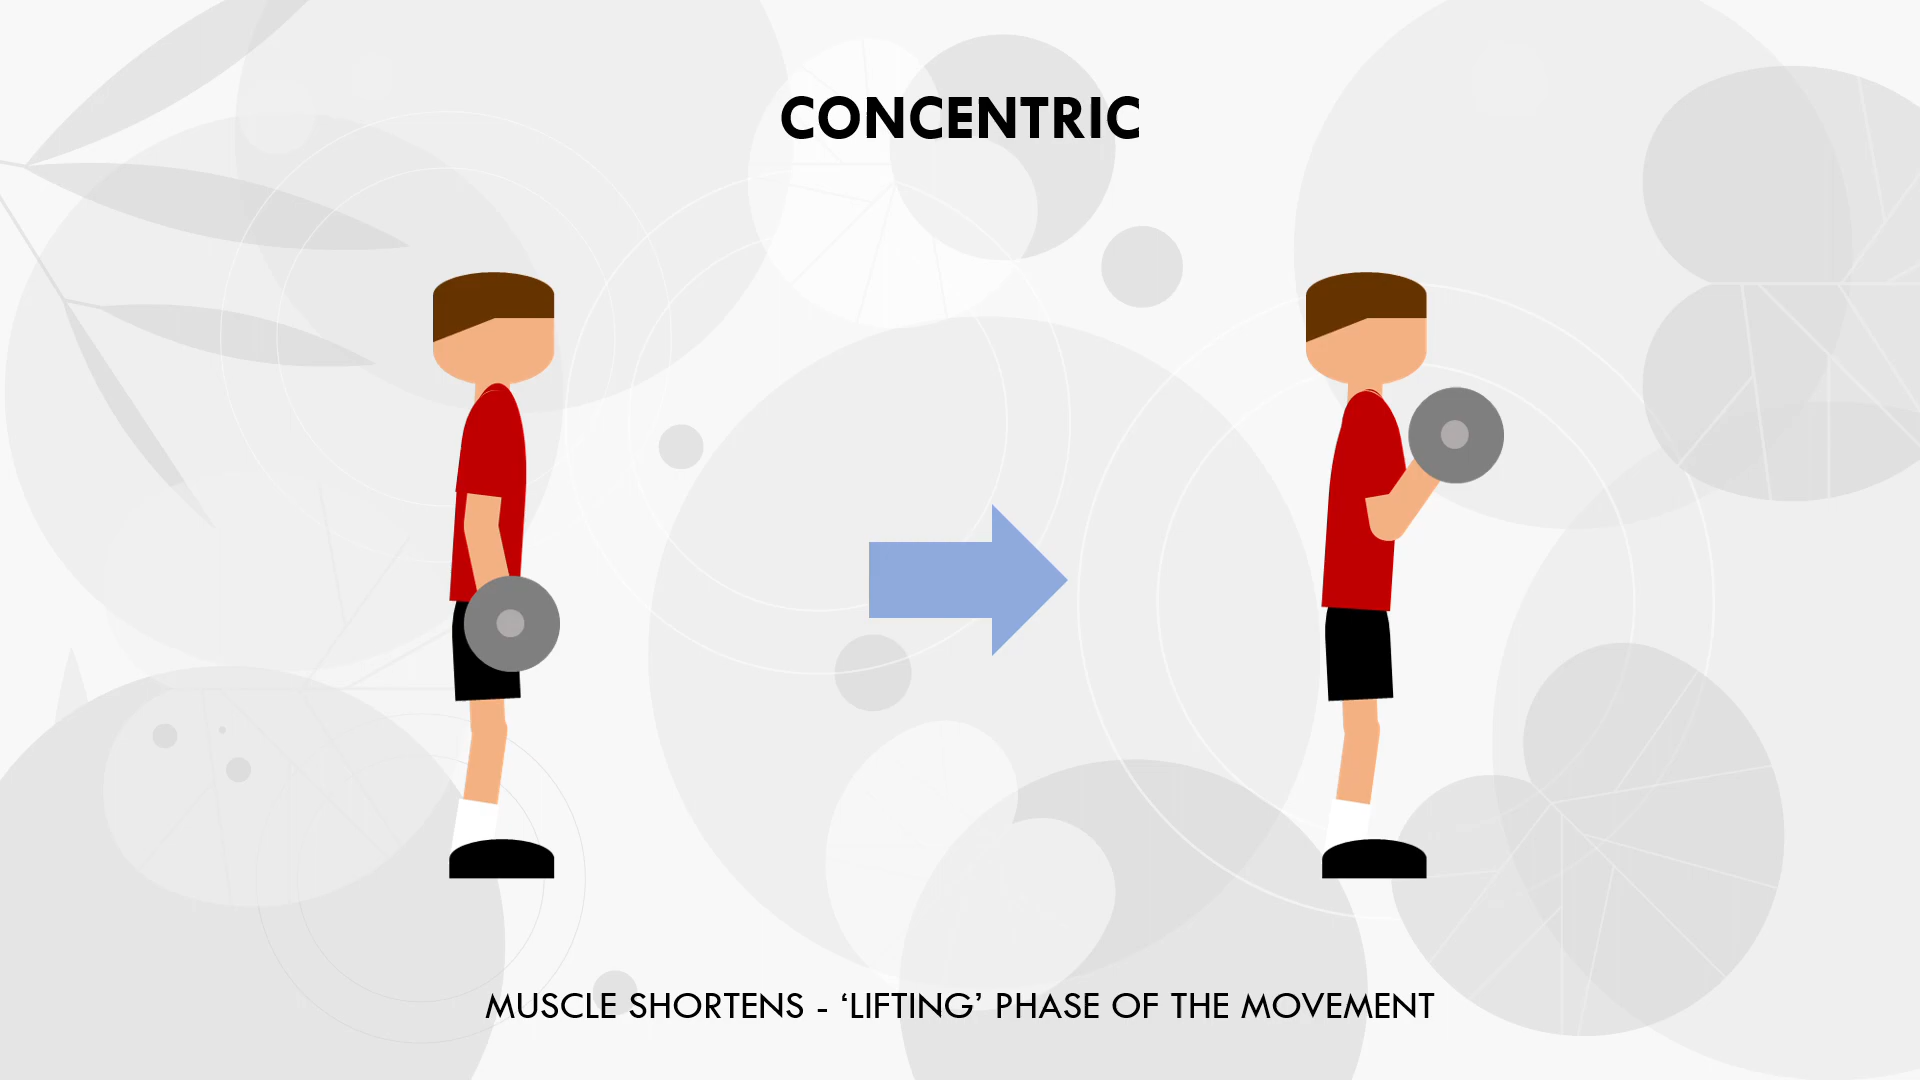 CONCENTRIC
MUSCLE SHORTENS - ‘LIFTING’ PHASE OF THE MOVEMENT